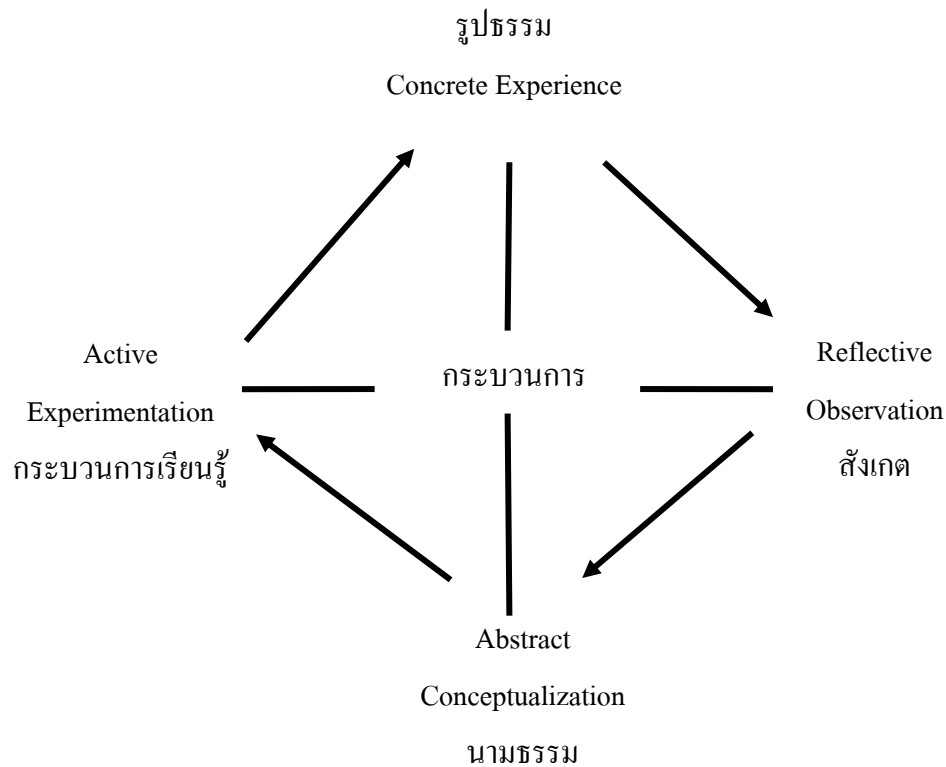 รูปธรรม
Concrete Experience
Active
Experimentation
กระบวนการเรียนรู้
กระบวนการ
Reflective
Observation
สังเกต
Abstract
Conceptualization
นามธรรม